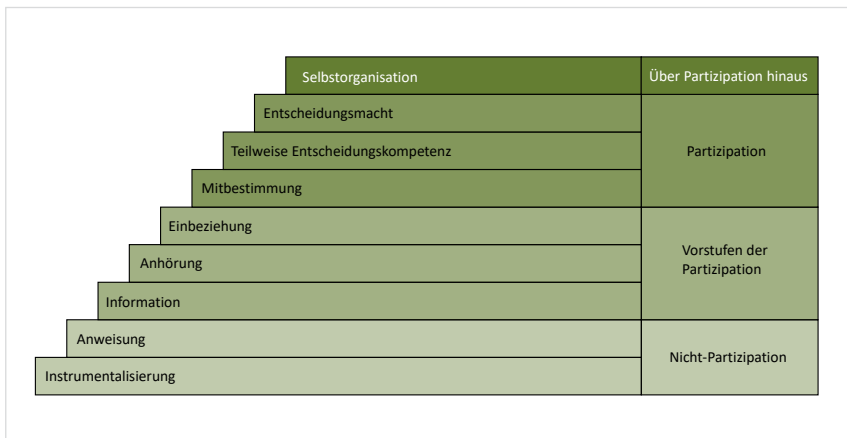 Selbstorganisation
Über Partizipation hinaus
Entscheidungsmacht
Teilweise Entscheidungskompetenz
Partizipation
Mitbestimmung
Einbeziehung
Anhörung
Vorstufen der
Partizipation
Information
Anweisung
Nicht-Partizipation
Instrumentalisierung